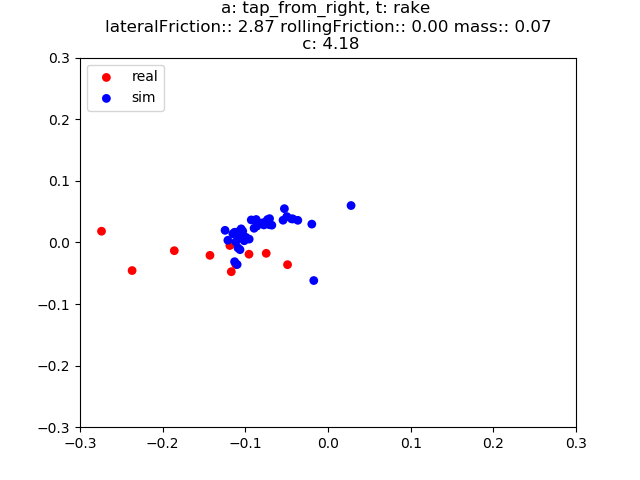 a: tap_from_right, t: rake
lateralFriction:: 2.87 rollingFriction:: 0.00 mass:: 0.07
c: 4.18
real
sim
0.3
0.2
0.1
0.0
−0.1
−0.2
−0.3
−0.3
−0.2
−0.1
0.0
0.1
0.2
0.3